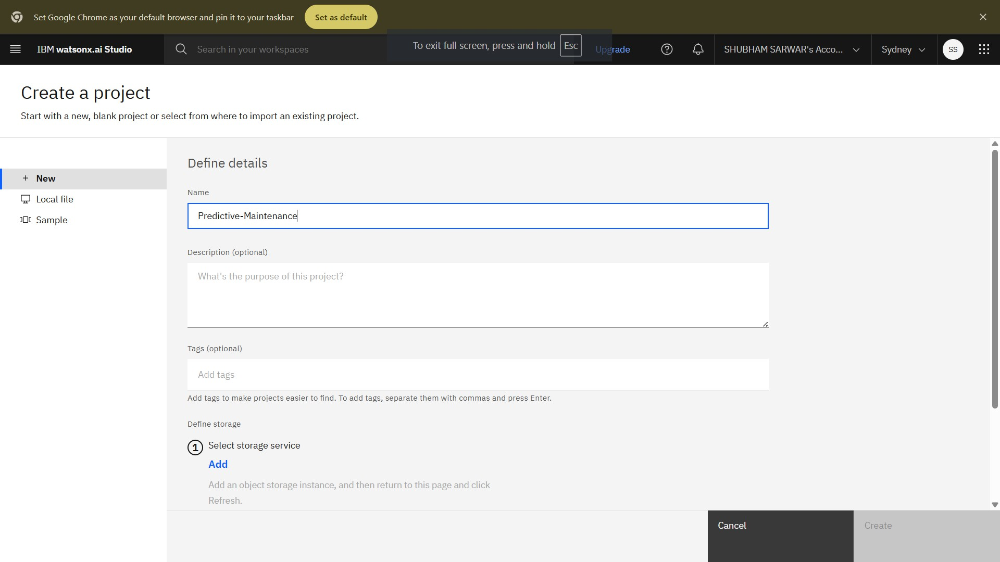 Set Google Chrome as your default browser and pin it to your taskbar
Set as default
IBM watsonx.ai Studio
Search in your workspaces
To exit full screen, press and hold Esc
Upgrade
SHUBHAM SARWAR's Acco...
Sydney
SS
Create a project
Start with a new, blank project or select from where to import an existing project.
New
Local file
Sample
Define details
Name
Predictive-Maintenance
Description (optional)
What's the purpose of this project?
Tags (optional)
Add tags
Add tags to make projects easier to find. To add tags, separate them with commas and press Enter.
Define storage
1 Select storage service
Add
Add an object storage instance, and then return to this page and click
Refresh.
Cancel
Create